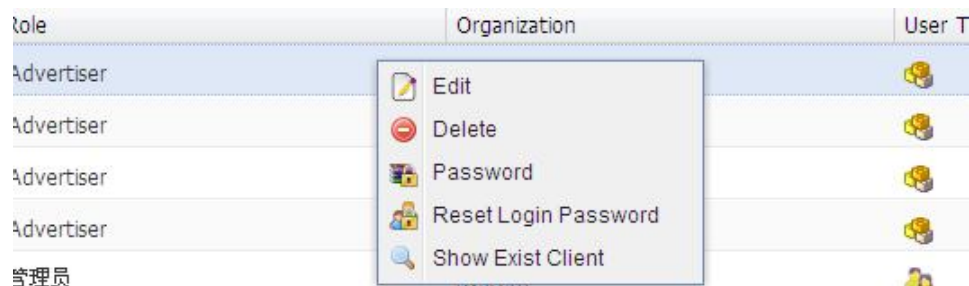 Role Organization User T
Advertiser
Edit
Advertiser
Delete
Advertiser
Password
Advertiser
Reset Login Password
Show Exist Client
管理员